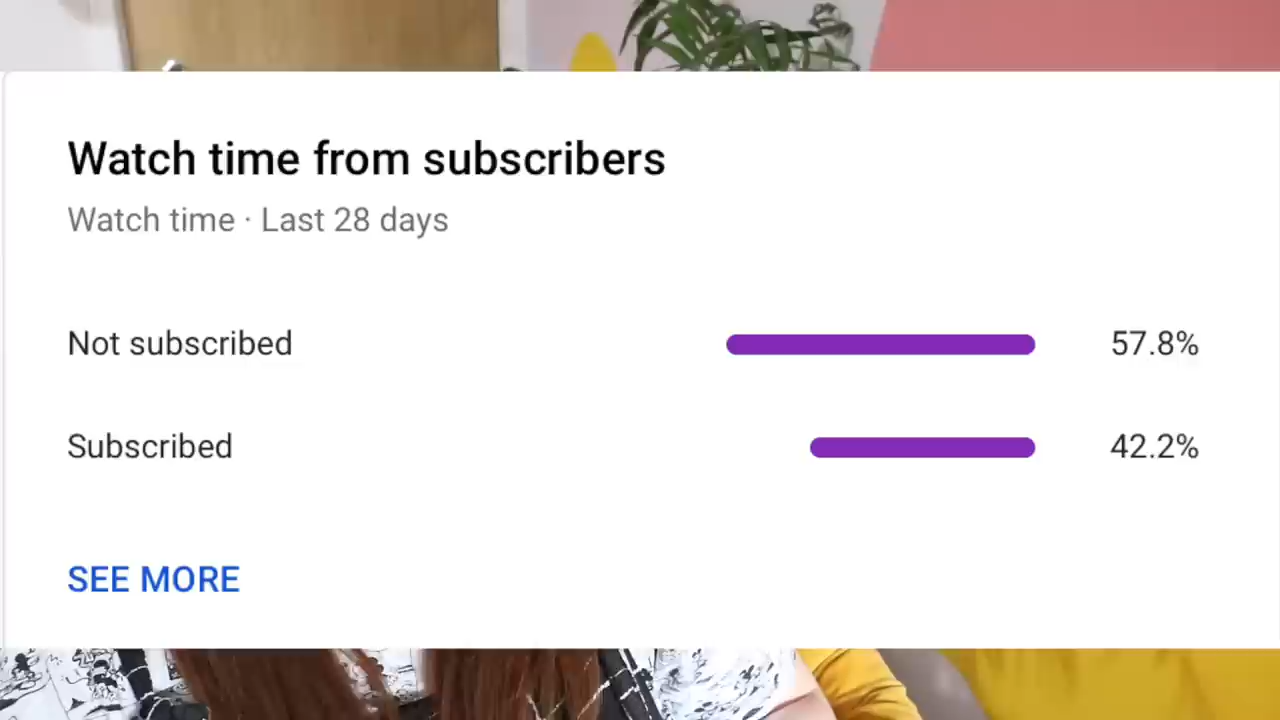 Watch time from subscribers
Watch time · Last 28 days
Not subscribed 57.8%
Subscribed 42.2%
SEE MORE